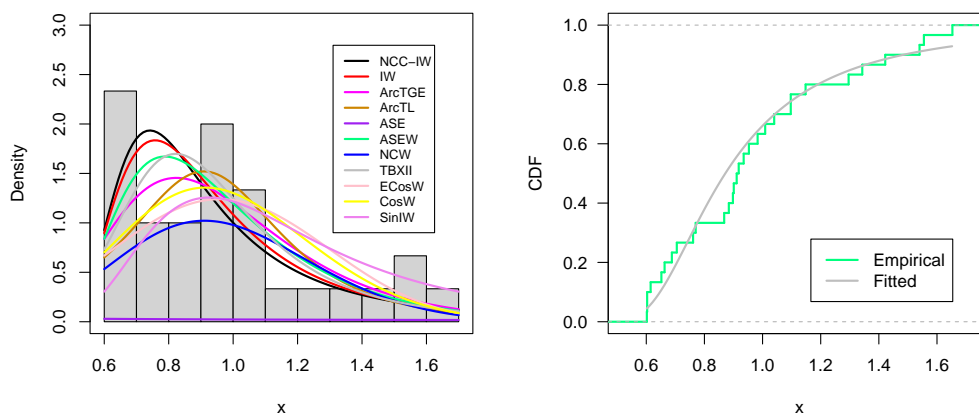 3.0
2.5
2.0
1.5
1.0
0.5
0.0
Density
NCC−IW
IW
ArcTGE
ArcTL
ASE
ASEW
NCW
TBXII
ECosW
CosW
SinIW
0.6 0.8 1.0 1.2 1.4 1.6
x
1.0
0.8
0.6
0.4
0.2
0.0
CDF
Empirical
Fitted
0.6 0.8 1.0 1.2 1.4 1.6
x